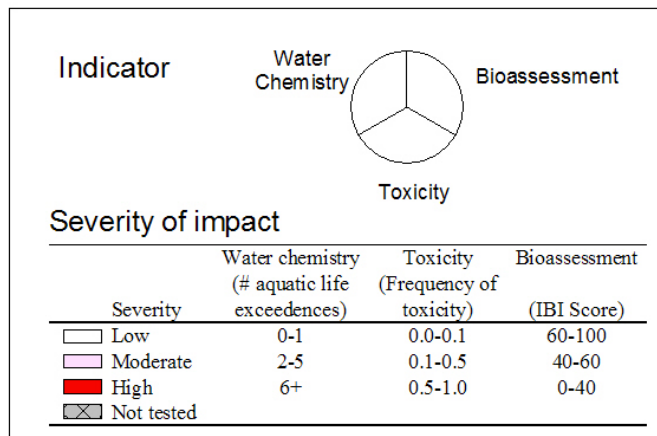 Indicator
Water
Chemistry
Bioassessment
Toxicity
Severity of impact
Water chemistry Toxicity Bioassessment
(# aquatic life (Frequency of
Severity exceedences) toxicity) (IBI Score)
Low 0-1 0.0-0.1 60-100
Moderate 2-5 0.1-0.5 40-60
High 6+ 0.5-1.0 0-40
Not tested